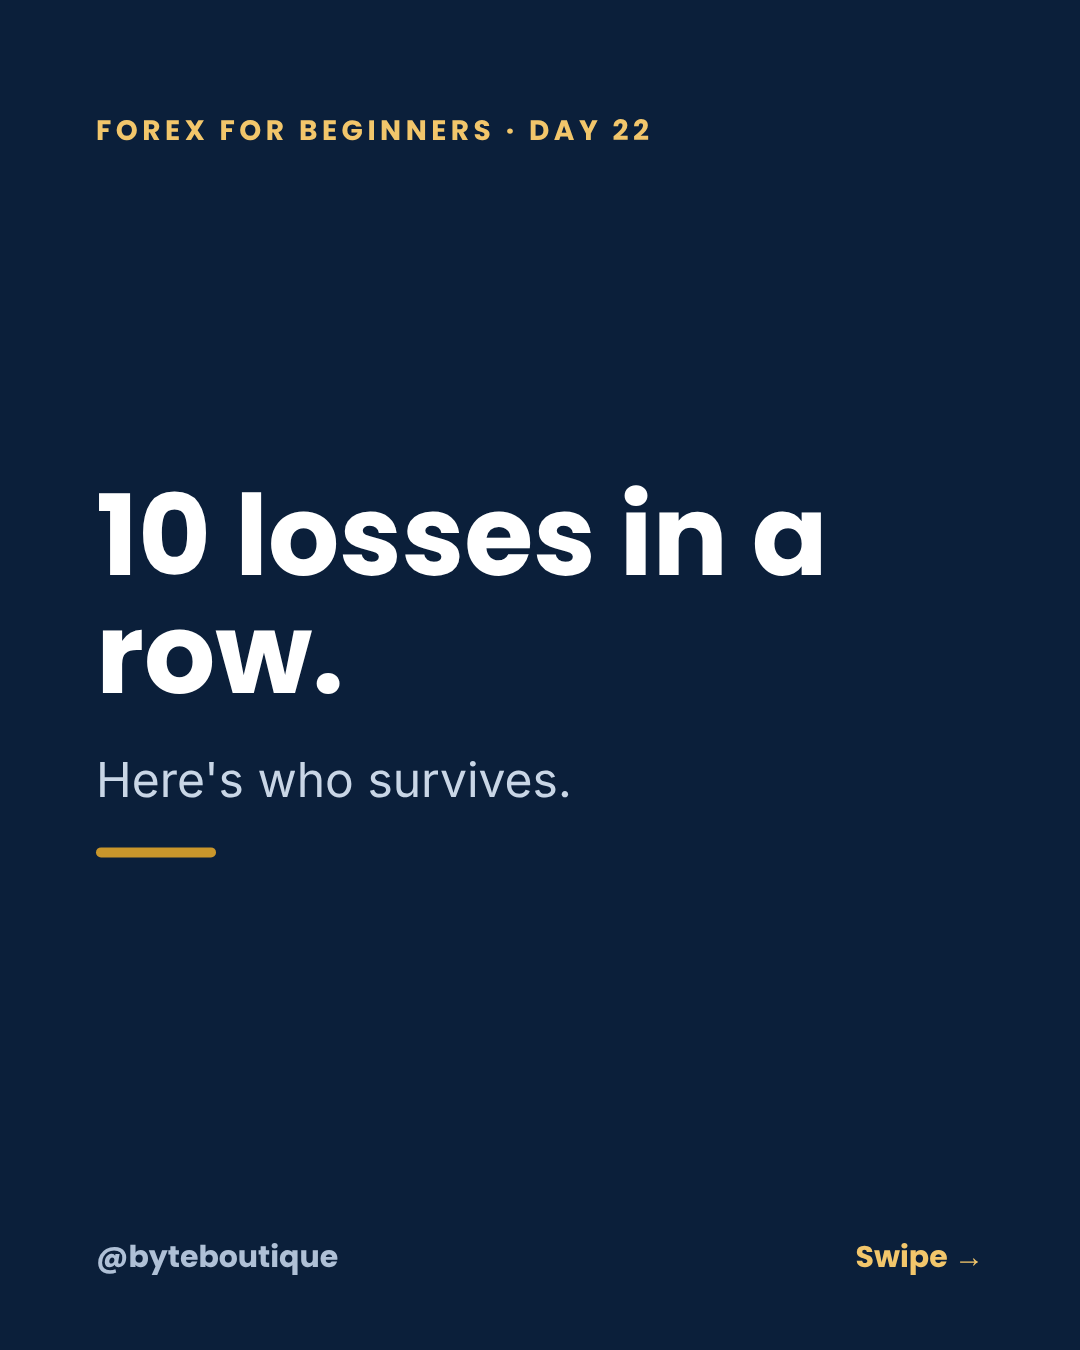 FOREX FOR BEGINNERS · DAY 22
10 losses in a
row.
Here's who survives.
@byteboutique
Swipe →